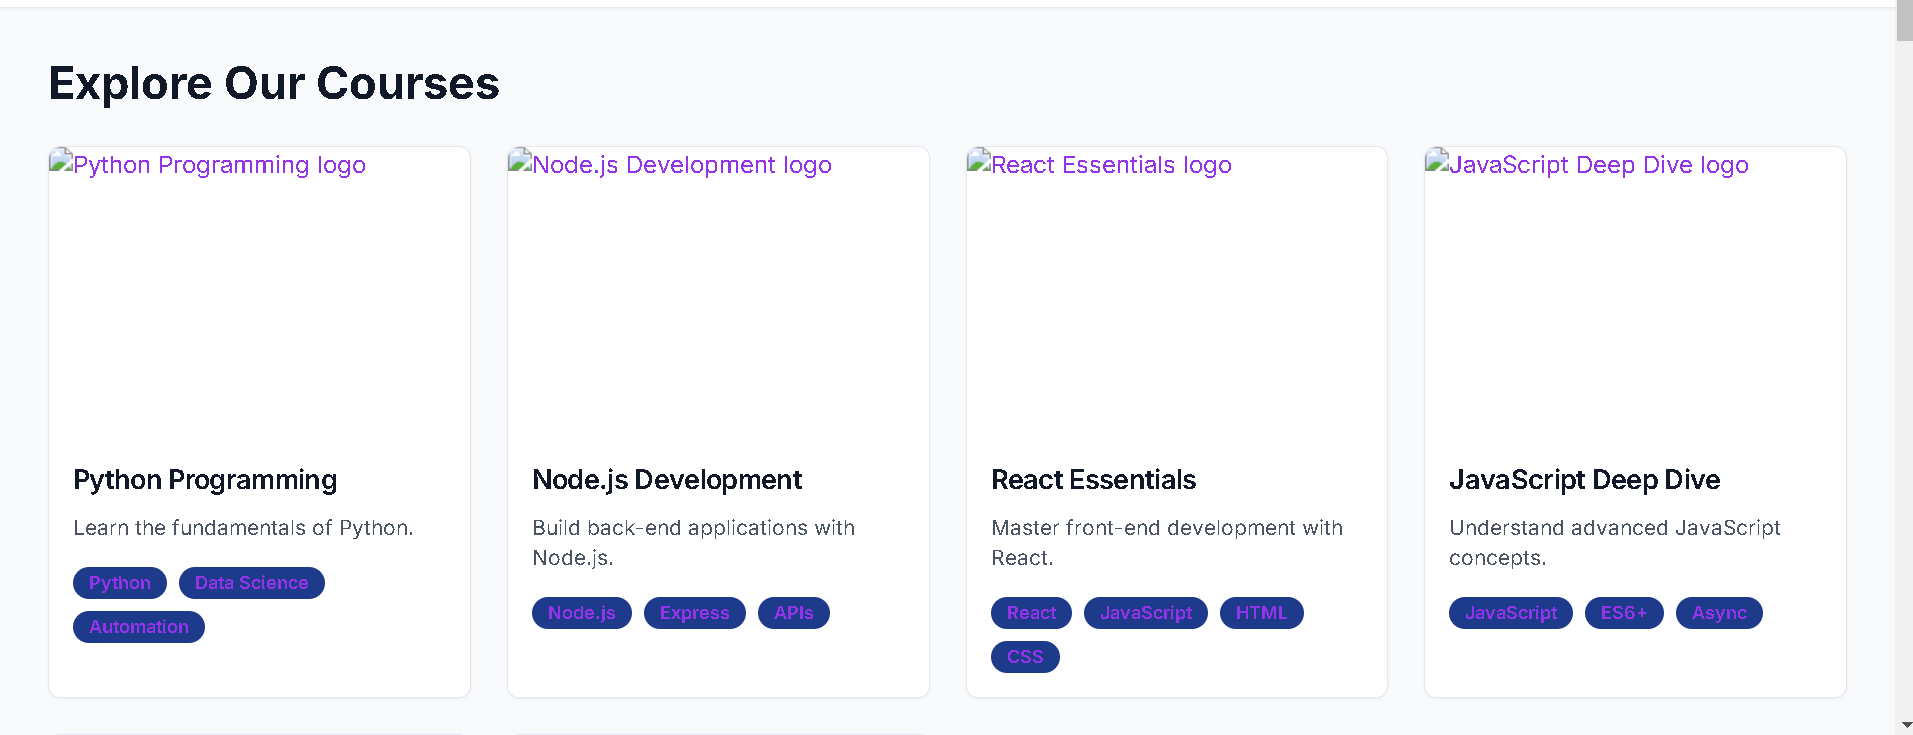 Explore Our Courses
Python Programming logo
Python Programming
Learn the fundamentals of Python.
Python
Data Science
Automation
Node.js Development logo
Node.js Development
Build back-end applications with
Node.js.
Node.js
Express
APIs
React Essentials logo
React Essentials
Master front-end development with
React.
React
JavaScript
HTML
CSS
JavaScript Deep Dive logo
JavaScript Deep Dive
Understand advanced JavaScript
concepts.
JavaScript
ES6+
Async